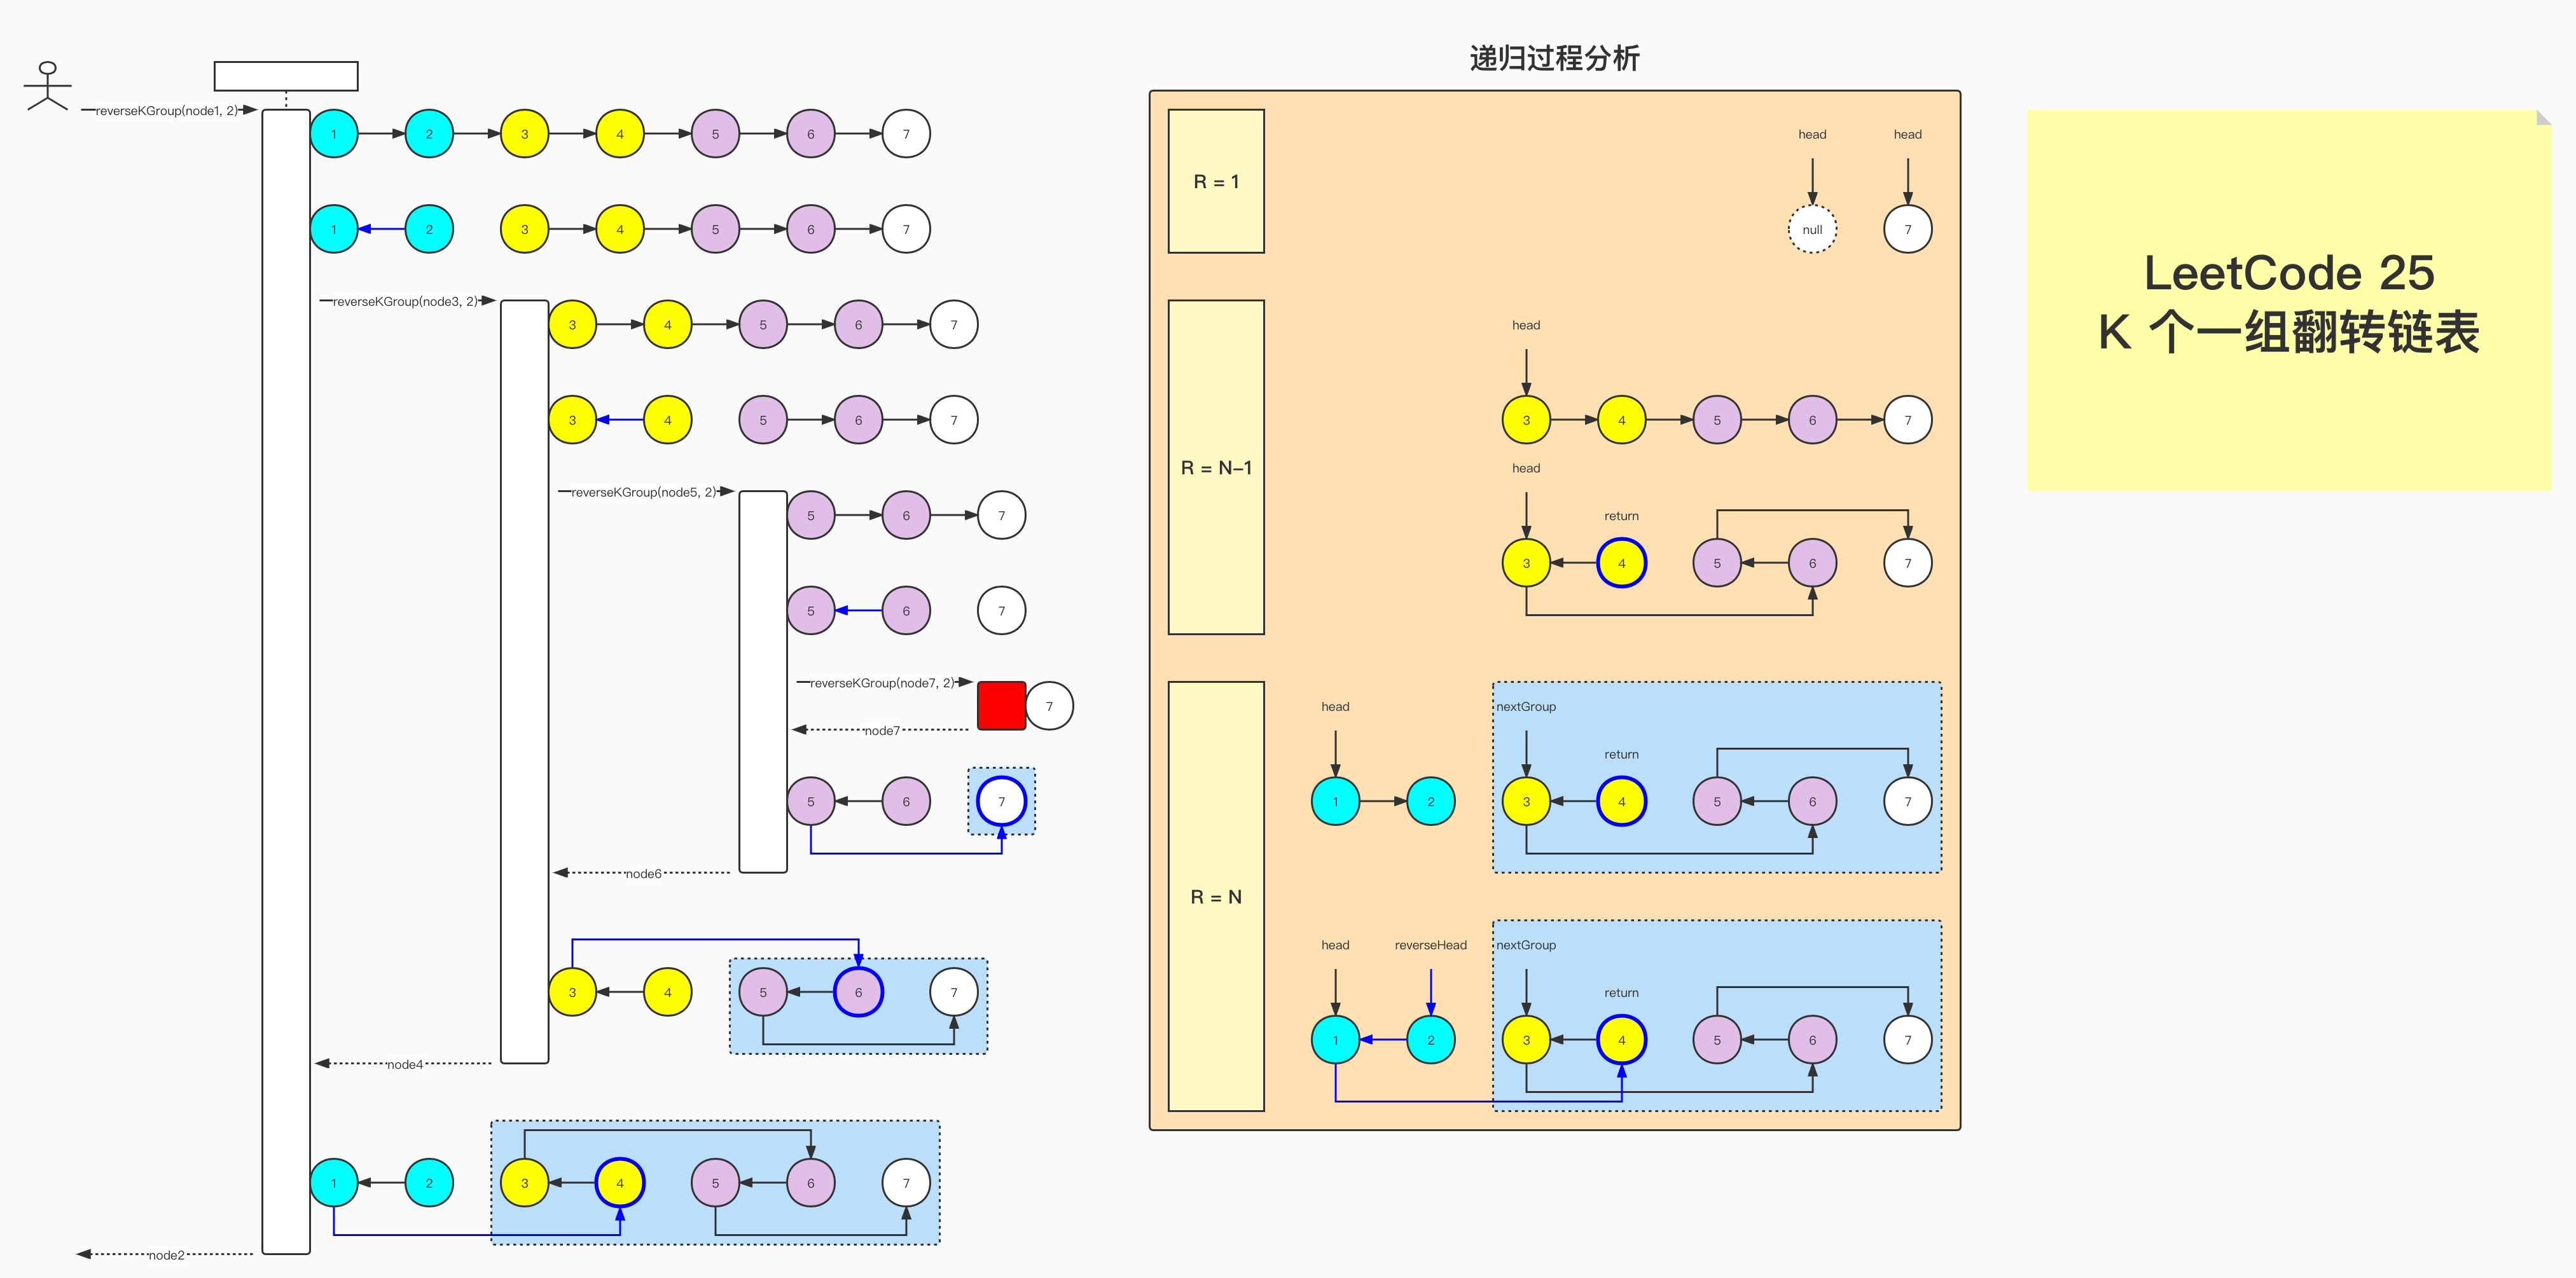 reverseKGroup(node1, 2)
1 2 3 4 5 6 7
1 2 3 4 5 6 7
reverseKGroup(node3, 2)
3 4 5 6 7
3 4 5 6 7
reverseKGroup(node5, 2)
5 6 7
5 6 7
reverseKGroup(node7, 2)
7
node7
5 6 7
node6
3 4 5 6 7
node4
1 2 3 4 5 6 7
node2
递归过程分析
R = 1
head head
null 7
R = N-1
head
3 4 5 6 7
head
return
3 4 5 6 7
R = N
head nextGroup
return
1 2 3 4 5 6 7
head reverseHead nextGroup
return
1 2 3 4 5 6 7
LeetCode 25
K 个一组翻转链表